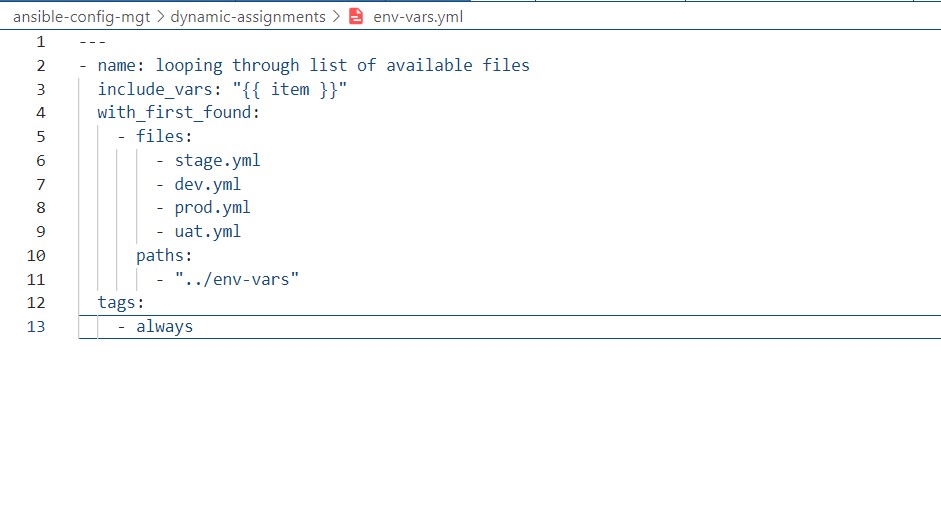 ansible-config-mgt > dynamic-assignments > env-vars.yml
1 ---
2 - name: looping through list of available files
3   include_vars: "{{ item }}"
4   with_first_found:
5     - files:
6         - stage.yml
7         - dev.yml
8         - prod.yml
9         - uat.yml
10       paths:
11         - "../env-vars"
12   tags:
13     - always